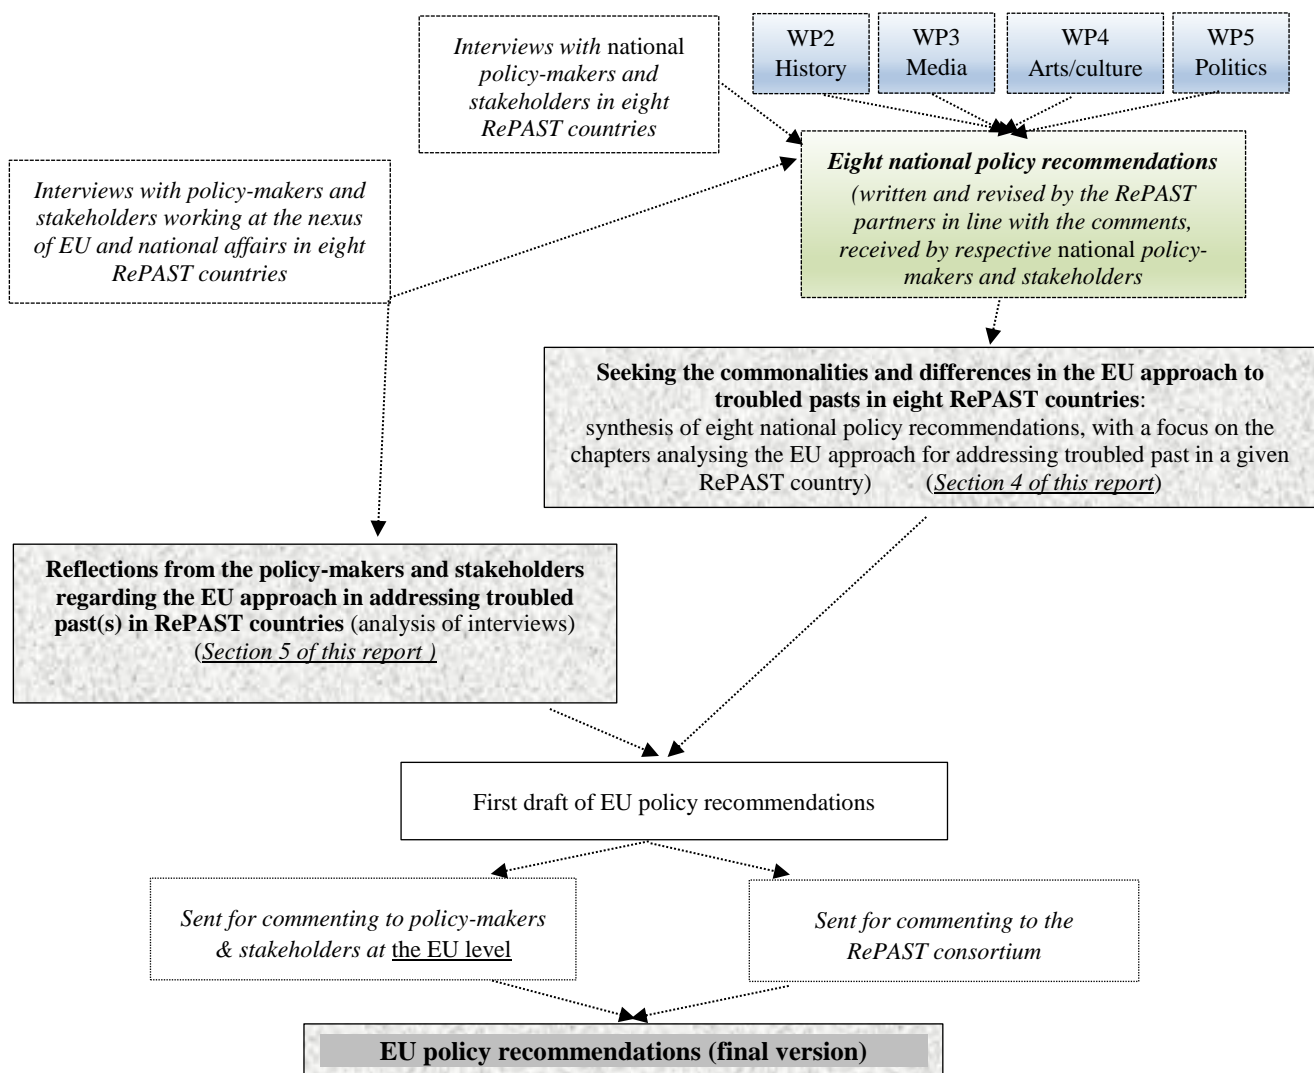 Interviews with national
policy-makers and
stakeholders in eight
RePAST countries
WP2
History
WP3
Media
WP4
Arts/culture
WP5
Politics
Eight national policy recommendations
(written and revised by the RePAST
partners in line with the comments,
received by respective national policy-
makers and stakeholders
Interviews with policy-makers and
stakeholders working at the nexus
of EU and national affairs in eight
RePAST countries
Seeking the commonalities and differences in the EU approach to
troubled pasts in eight RePAST countries:
synthesis of eight national policy recommendations, with a focus on the
chapters analysing the EU approach for addressing troubled past in a given
RePAST country) (Section 4 of this report)
Reflections from the policy-makers and stakeholders
regarding the EU approach in addressing troubled
past(s) in RePAST countries (analysis of interviews)
(Section 5 of this report )
First draft of EU policy recommendations
Sent for commenting to policy-makers
& stakeholders at the EU level
Sent for commenting to the
RePAST consortium
EU policy recommendations (final version)